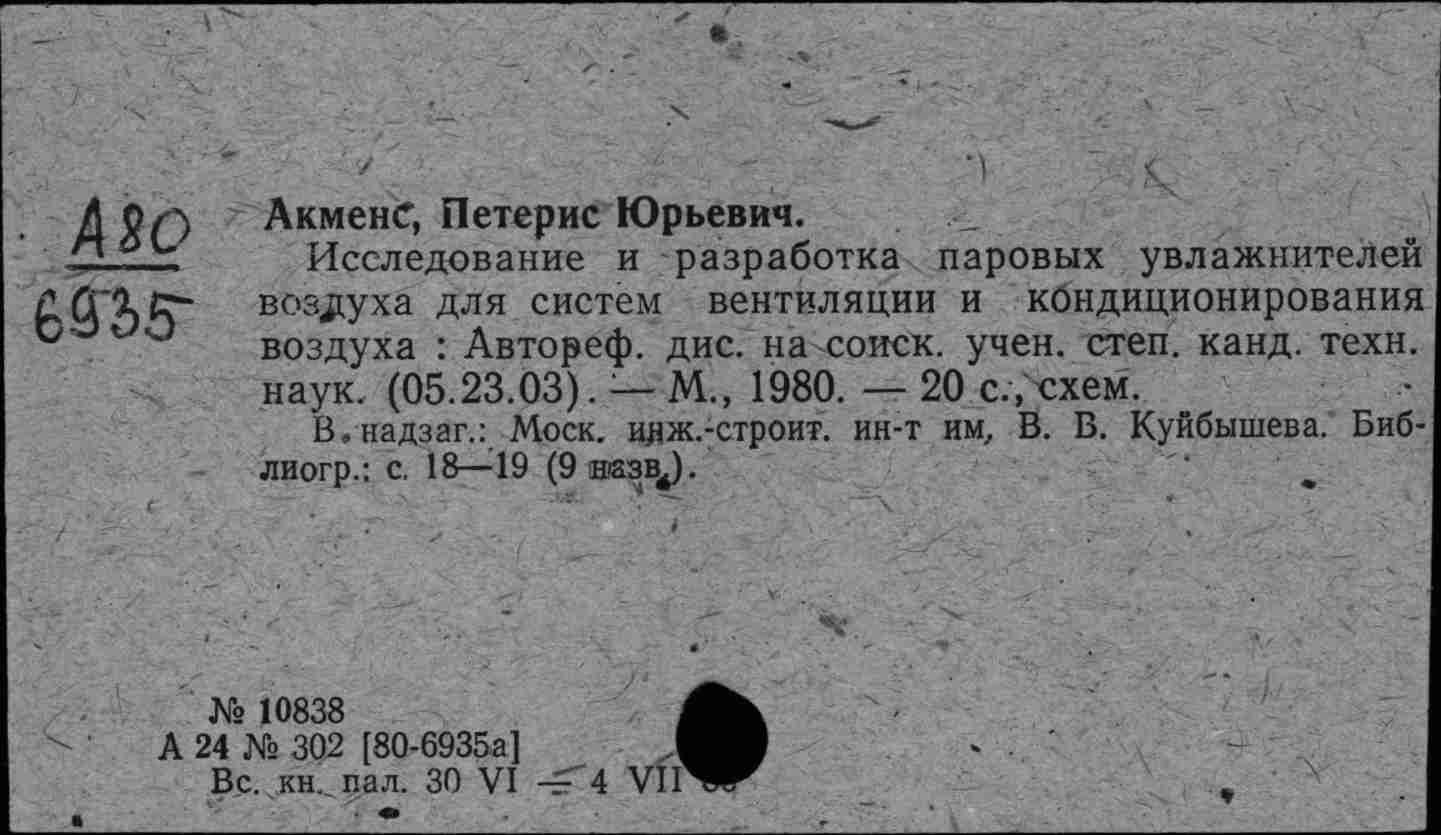 А80
6935
Акменс, Петерис Юрьевич.
Исследование и разработка паровых увлажнителей
воздуха для систем вентиляции и кондиционирования
воздуха : Автореф. дис. на соиск. учен. степ. канд. техн.
наук. (05.23.03). — М., 1980. — 20 с., схем.
В надзаг.: Моск. инж.-строит. ин-т им. В. В. Куйбышева. Биб-
лиогр.: с. 18—19 (9 назв.).
№ 10838
А 24 № 302 [80-6935а]
Вс. кн. пал. 30 VI — 4 VII